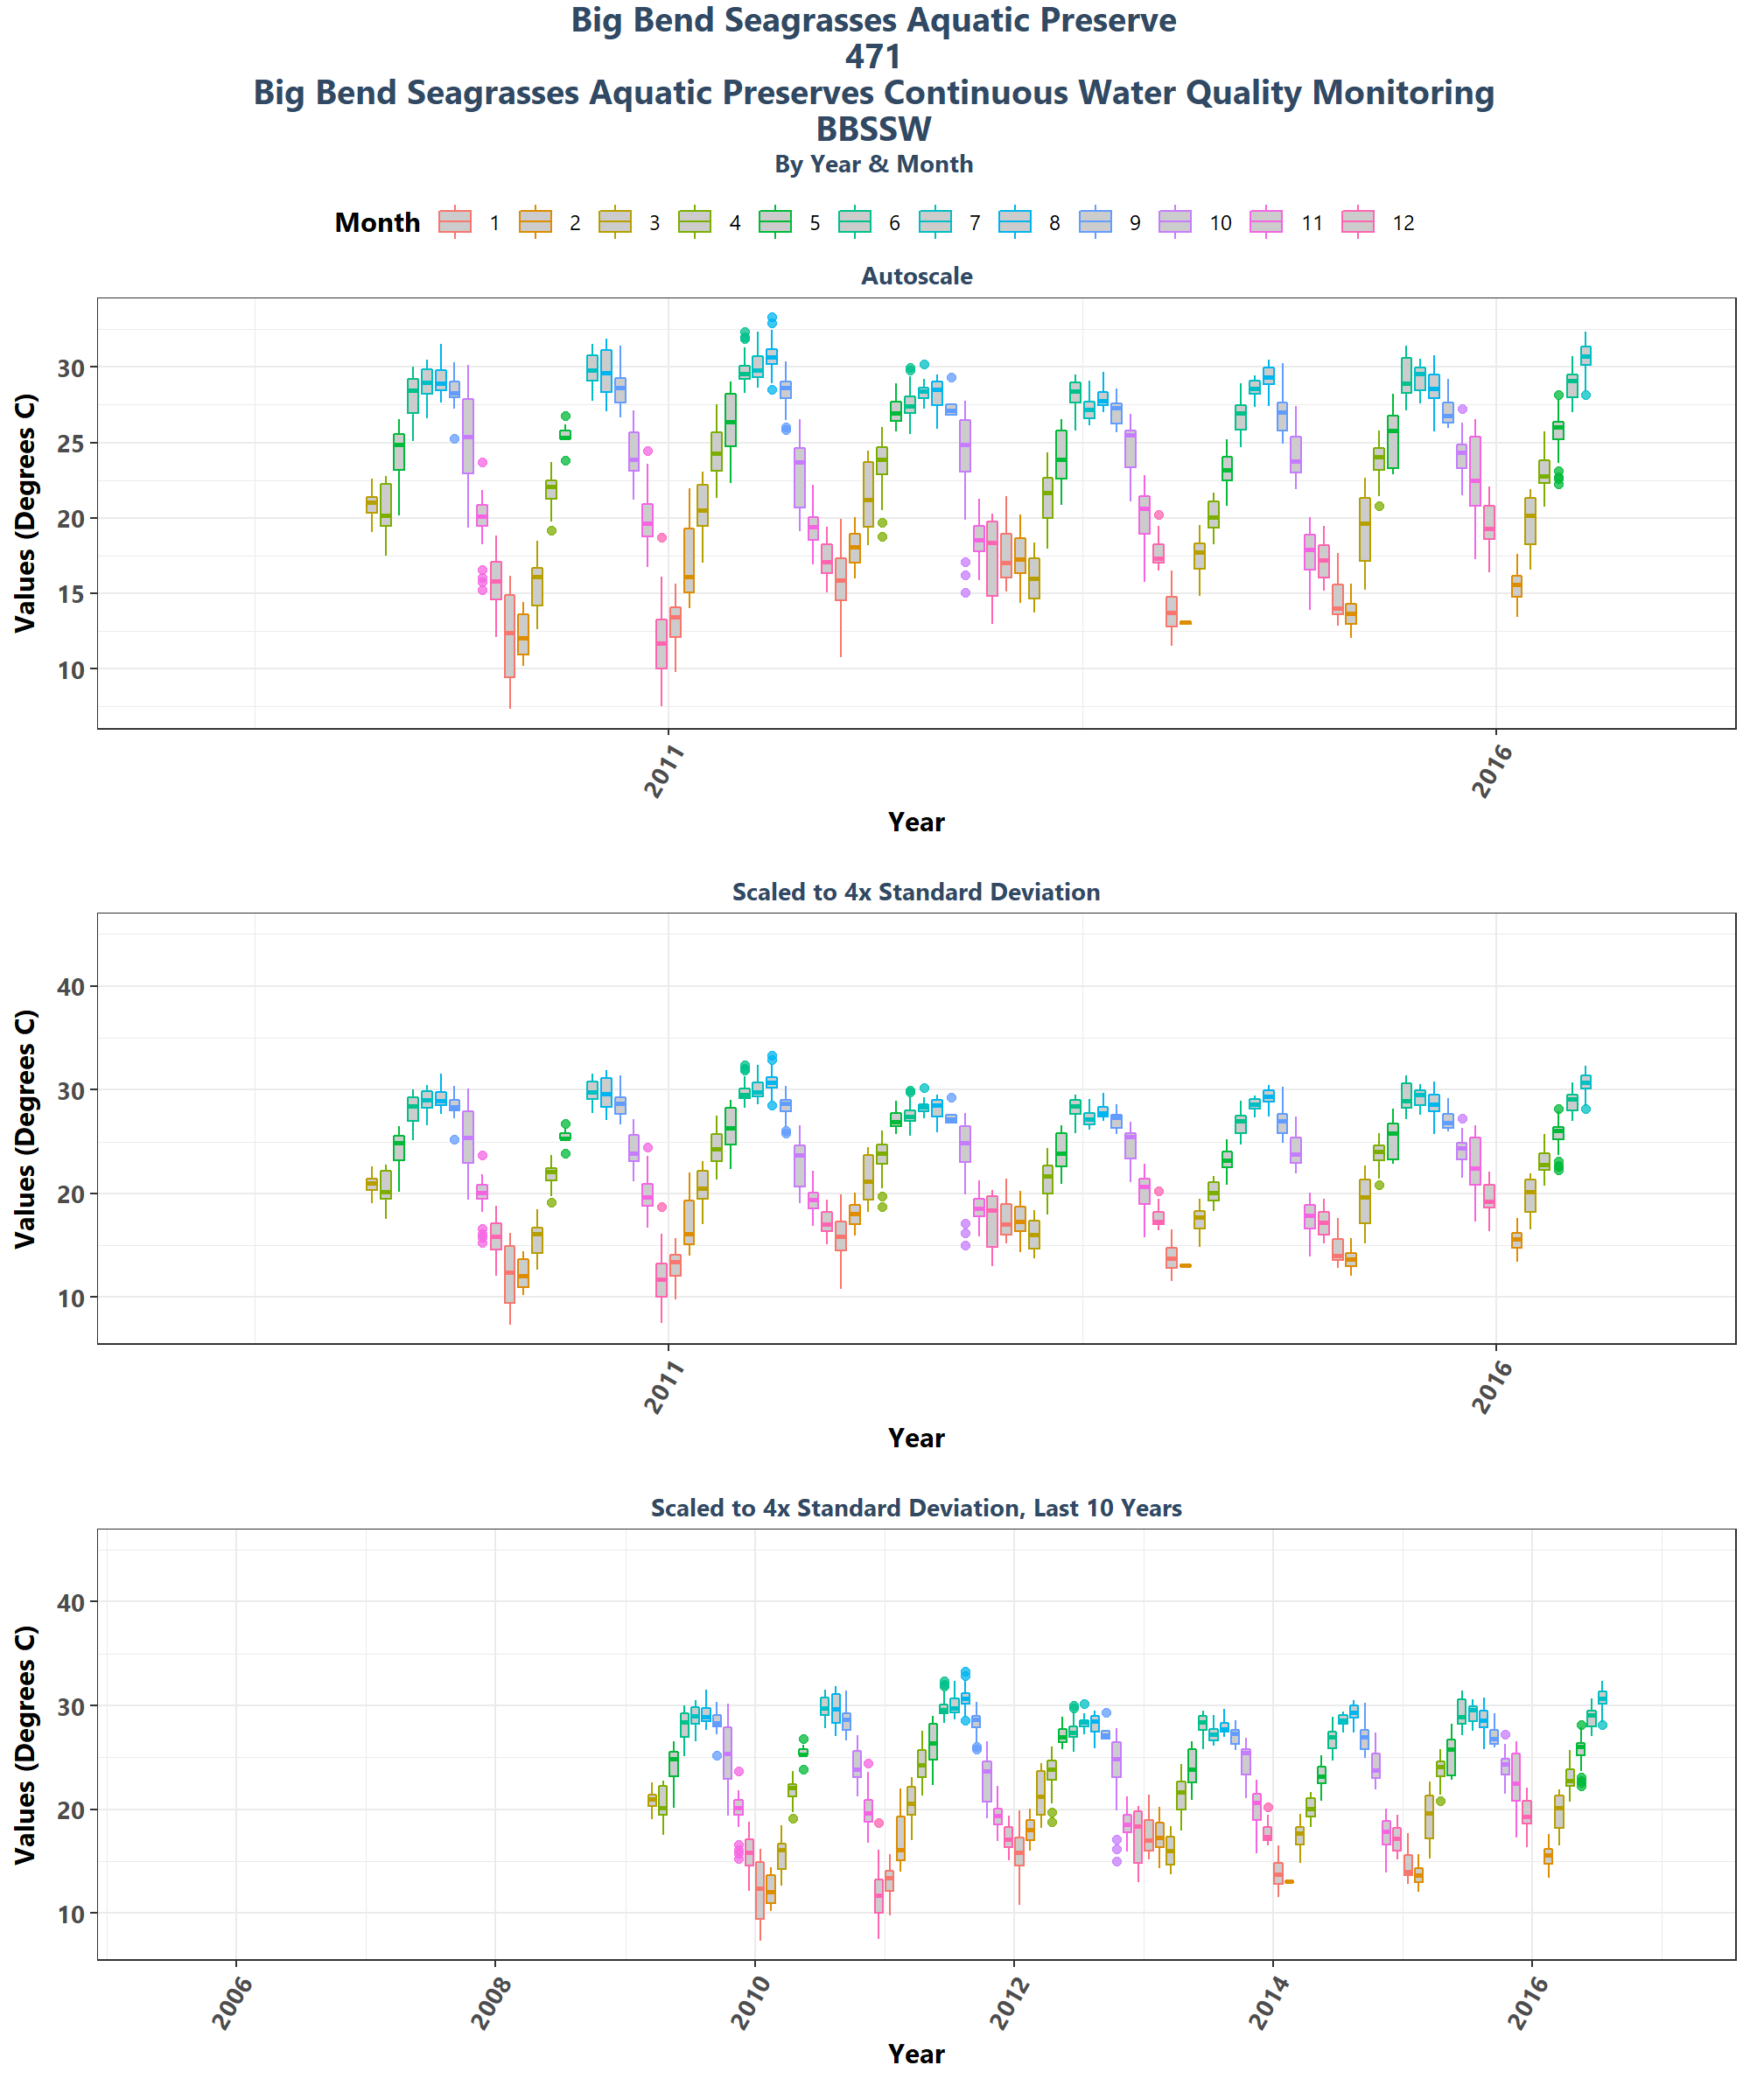 Big Bend Seagrasses Aquatic Preserve
471
Big Bend Seagrasses Aquatic Preserves Continuous Water Quality Monitoring
BBSSW
By Year & Month
Month 1 2 3 4 5 6 7 8 9 10 11 12
Autoscale
Values (Degrees C)
30
25
20
15
10
2011 2016
Year
Scaled to 4x Standard Deviation
Values (Degrees C)
40
30
20
10
2011 2016
Year
Scaled to 4x Standard Deviation, Last 10 Years
Values (Degrees C)
40
30
20
10
2006 2008 2010 2012 2014 2016
Year